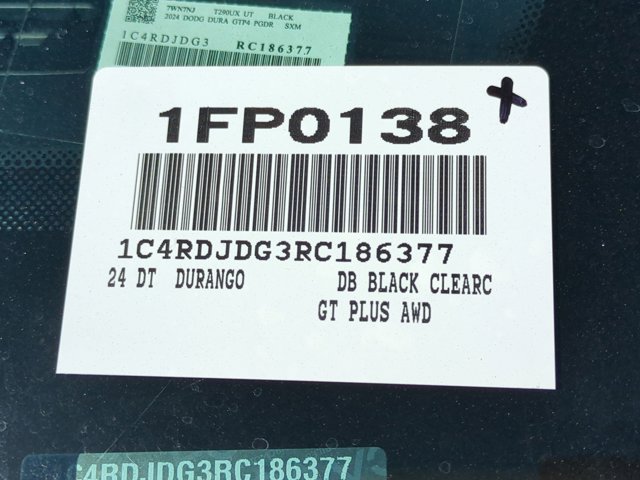 7WN7NJ T290UX UT BLACK
2024 DODG DURA GTP4 PGDR SXM
1C4RDJDG3 RC186377
1FP0138
1C4RDJDG3RC186377
24 DT DURANGO DB BLACK CLEARC
GT PLUS AWD
C4RDJDG3RC186377